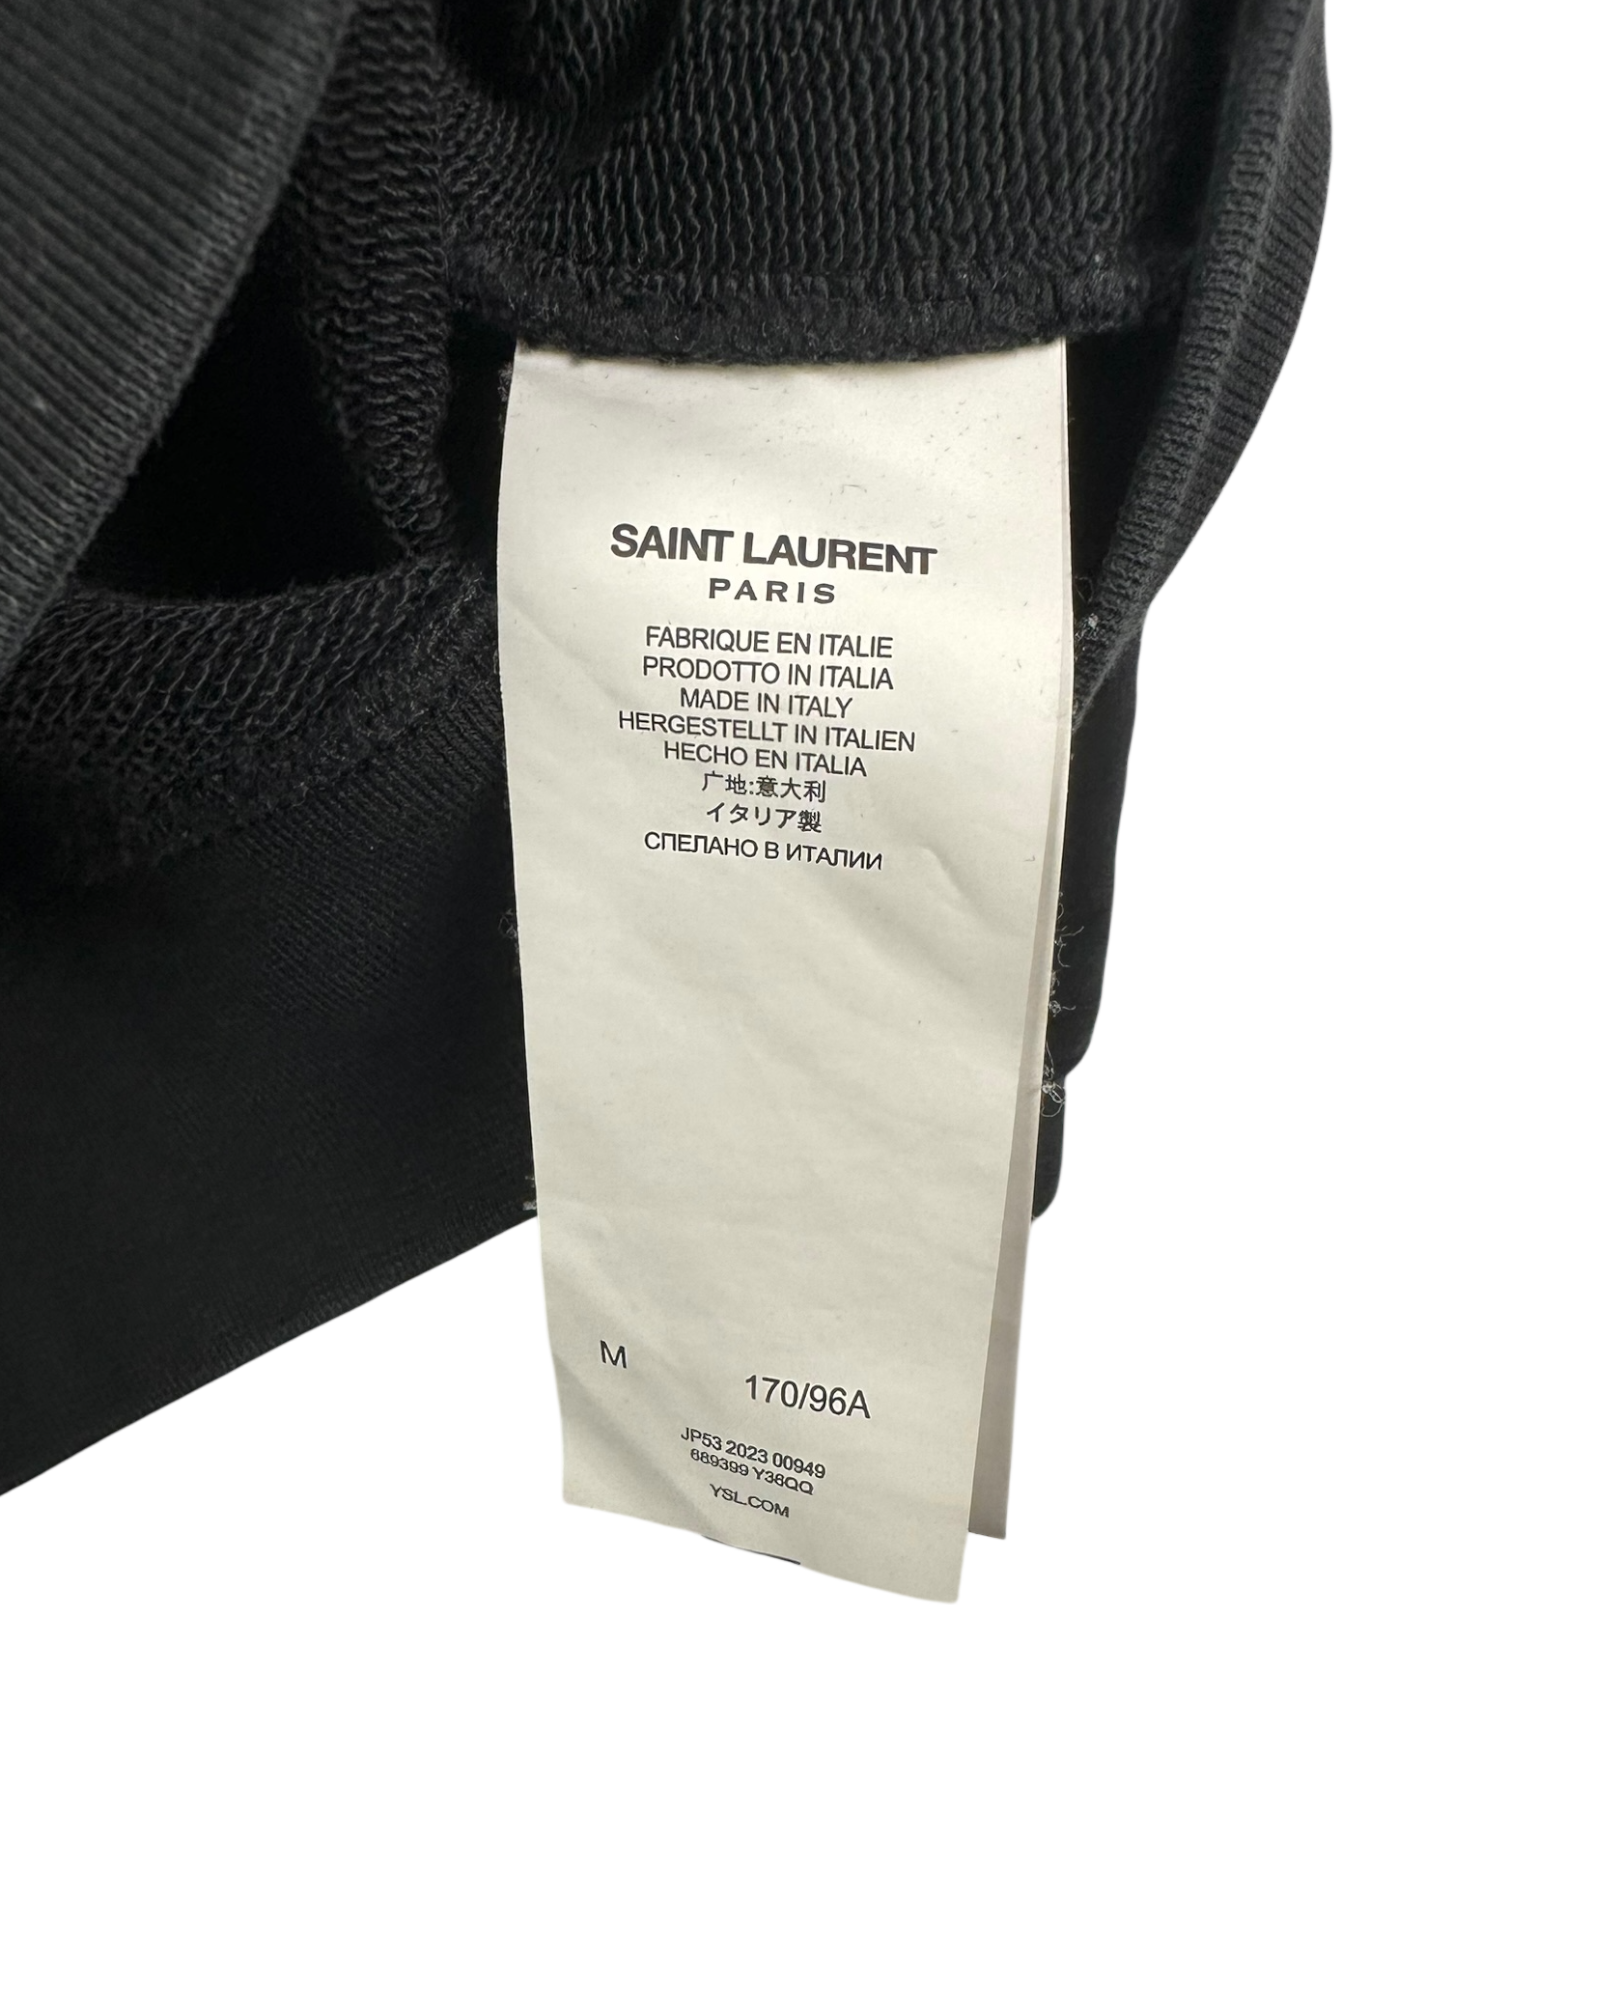 SAINT LAURENT
PARIS
FABRIQUE EN ITALIE
PRODOTTO IN ITALIA
MADE IN ITALY
HERGESTELLT IN ITALIEN
HECHO EN ITALIA
广地:意大利
イタリア製
СПЕЛАНО В ИТАЛИИ
M
170/96A
JP53 2023 00949
689399 Y36QQ
YSL.COM